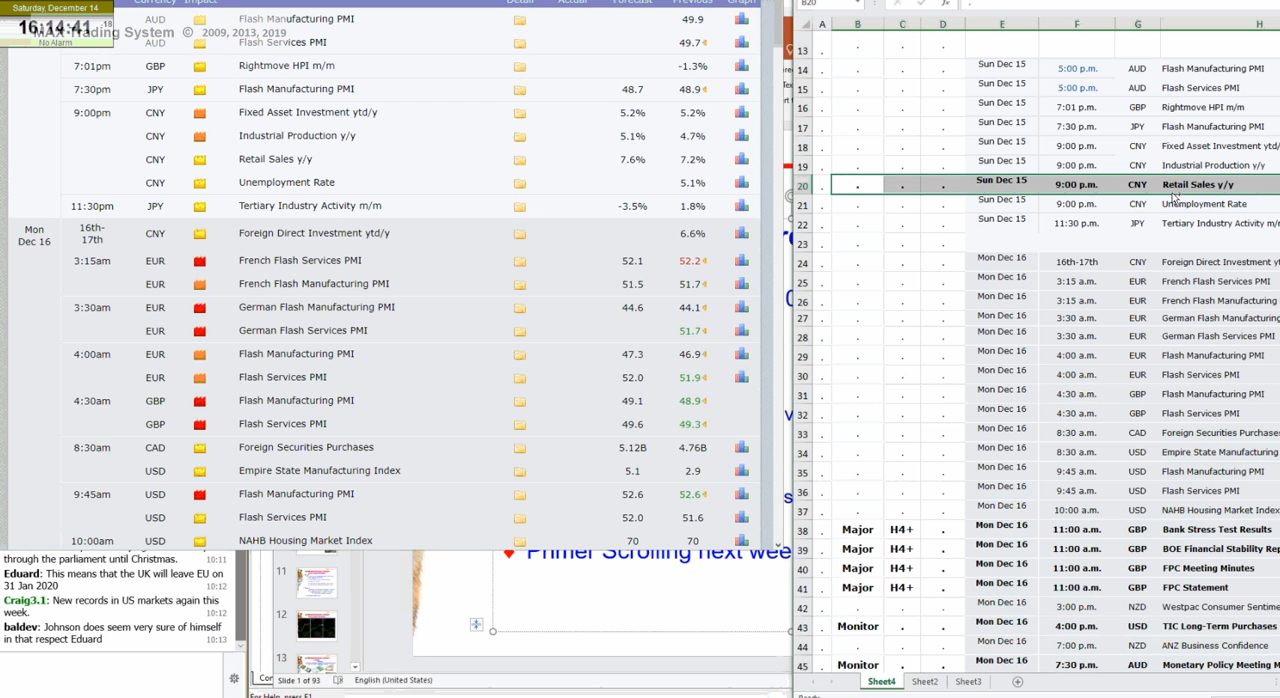 Saturday, December 14
16:14:41
18
No Alarm
MAX Trading System © 2009, 2013, 2019
Currency Impact Detail Actual Forecast Previous Graph
AUD Flash Manufacturing PMI 49.9
AUD Flash Services PMI 49.7
7:01pm GBP Rightmove HPI m/m -1.3%
7:30pm JPY Flash Manufacturing PMI 48.7 48.9
9:00pm CNY Fixed Asset Investment ytd/y 5.2% 5.2%
CNY Industrial Production y/y 5.1% 4.7%
CNY Retail Sales y/y 7.6% 7.2%
CNY Unemployment Rate 5.1%
11:30pm JPY Tertiary Industry Activity m/m -3.5% 1.8%
Mon Dec 16 16th-17th CNY Foreign Direct Investment ytd/y 6.6%
3:15am EUR French Flash Services PMI 52.1 52.2
EUR French Flash Manufacturing PMI 51.5 51.7
3:30am EUR German Flash Manufacturing PMI 44.6 44.1
EUR German Flash Services PMI 51.7
4:00am EUR Flash Manufacturing PMI 47.3 46.9
EUR Flash Services PMI 52.0 51.9
4:30am GBP Flash Manufacturing PMI 49.1 48.9
GBP Flash Services PMI 49.6 49.3
8:30am CAD Foreign Securities Purchases 5.12B 4.76B
USD Empire State Manufacturing Index 5.1 2.9
9:45am USD Flash Manufacturing PMI 52.6 52.6
USD Flash Services PMI 52.0 51.6
10:00am USD NAHB Housing Market Index 70 70
through the parliament until Christmas. 10:11
Eduard: This means that the UK will leave EU on
31 Jan 2020 10:12
Craig3.1: New records in US markets again this
week. 10:12
baldev: Johnson does seem very sure of himself
in that respect Eduard 10:13
11
12
13
Primer Scrolling next wee
Slide 1 of 93 English (United States)
For Help, press F1
B20 fx .
A B C D E F G H
13 . . . .
14 . . . . Sun Dec 15 5:00 p.m. AUD Flash Manufacturing PMI
15 . . . . Sun Dec 15 5:00 p.m. AUD Flash Services PMI
16 . . . . Sun Dec 15 7:01 p.m. GBP Rightmove HPI m/m
17 . . . . Sun Dec 15 7:30 p.m. JPY Flash Manufacturing PMI
18 . . . . Sun Dec 15 9:00 p.m. CNY Fixed Asset Investment ytd/
19 . . . . Sun Dec 15 9:00 p.m. CNY Industrial Production y/y
20 . . . . Sun Dec 15 9:00 p.m. CNY Retail Sales y/y
21 . . . . Sun Dec 15 9:00 p.m. CNY Unemployment Rate
22 . . . . Sun Dec 15 11:30 p.m. JPY Tertiary Industry Activity m/
23 . . . .
24 . . . . Mon Dec 16 16th-17th CNY Foreign Direct Investment yt
25 . . . . Mon Dec 16 3:15 a.m. EUR French Flash Services PMI
26 . . . . Mon Dec 16 3:15 a.m. EUR French Flash Manufacturing
27 . . . . Mon Dec 16 3:30 a.m. EUR German Flash Manufacturing
28 . . . . Mon Dec 16 3:30 a.m. EUR German Flash Services PMI
29 . . . . Mon Dec 16 4:00 a.m. EUR Flash Manufacturing PMI
30 . . . . Mon Dec 16 4:00 a.m. EUR Flash Services PMI
31 . . . . Mon Dec 16 4:30 a.m. GBP Flash Manufacturing PMI
32 . . . . Mon Dec 16 4:30 a.m. GBP Flash Services PMI
33 . . . . Mon Dec 16 8:30 a.m. CAD Foreign Securities Purchases
34 . . . . Mon Dec 16 8:30 a.m. USD Empire State Manufacturing
35 . . . . Mon Dec 16 9:45 a.m. USD Flash Manufacturing PMI
36 . . . . Mon Dec 16 9:45 a.m. USD Flash Services PMI
37 . . . . Mon Dec 16 10:00 a.m. USD NAHB Housing Market Index
38 . Major H4+ . Mon Dec 16 11:00 a.m. GBP Bank Stress Test Results
39 . Major H4+ . Mon Dec 16 11:00 a.m. GBP BOE Financial Stability Rep
40 . Major H4+ . Mon Dec 16 11:00 a.m. GBP FPC Meeting Minutes
41 . Major H4+ . Mon Dec 16 11:00 a.m. GBP FPC Statement
42 . . . . Mon Dec 16 3:00 p.m. NZD Westpac Consumer Sentime
43 . Monitor . . Mon Dec 16 4:00 p.m. USD TIC Long-Term Purchases
44 . . . . Mon Dec 16 7:00 p.m. NZD ANZ Business Confidence
45 . Monitor . . Mon Dec 16 7:30 p.m. AUD Monetary Policy Meeting M
Sheet4 Sheet2 Sheet3